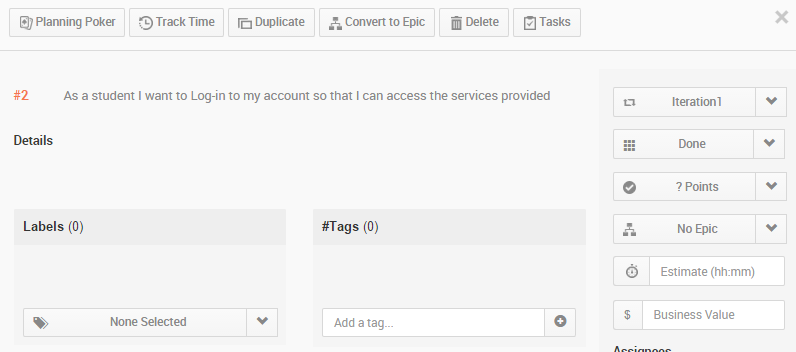 Planning Poker Track Time Duplicate Convert to Epic Delete Tasks
#2 As a student I want to Log-in to my account so that I can access the services provided
Details
Labels (0)
None Selected
#Tags (0)
Add a tag...
Iteration1
Done
? Points
No Epic
Estimate (hh:mm)
$ Business Value
Assignees